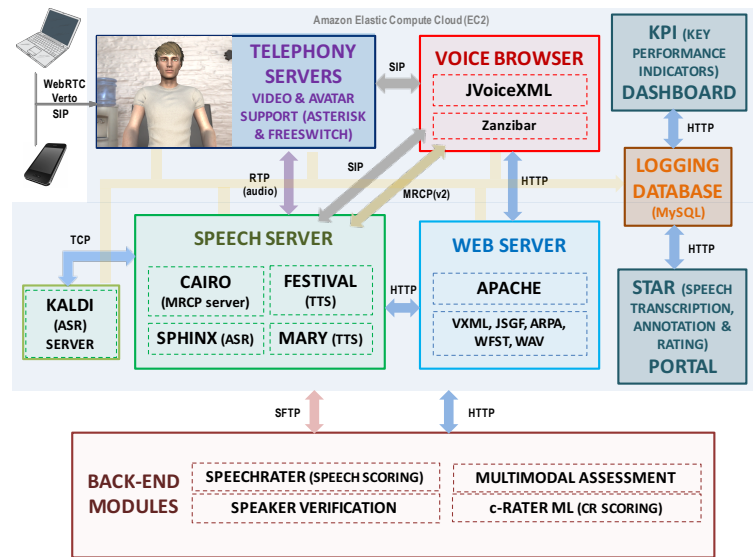 Amazon Elastic Compute Cloud (EC2)
WebRTC
Verto
SIP
TELEPHONY
SERVERS
VIDEO & AVATAR
SUPPORT (ASTERISK
& FREESWITCH)
SIP
VOICE BROWSER
JVoiceXML
Zanzibar
KPI (KEY
PERFORMANCE
INDICATORS)
DASHBOARD
HTTP
RTP
(audio)
SIP
MRCP(v2)
HTTP
LOGGING
DATABASE
(MySQL)
HTTP
TCP
KALDI
(ASR)
SERVER
SPEECH SERVER
CAIRO
(MRCP server)
FESTIVAL
(TTS)
SPHINX (ASR)
MARY (TTS)
HTTP
WEB SERVER
APACHE
VXML, JSGF, ARPA,
WFST, WAV
STAR (SPEECH
TRANSCRIPTION,
ANNOTATION &
RATING)
PORTAL
SFTP
HTTP
BACK-END
MODULES
SPEECHRATER (SPEECH SCORING)
MULTIMODAL ASSESSMENT
SPEAKER VERIFICATION
c-RATER ML (CR SCORING)